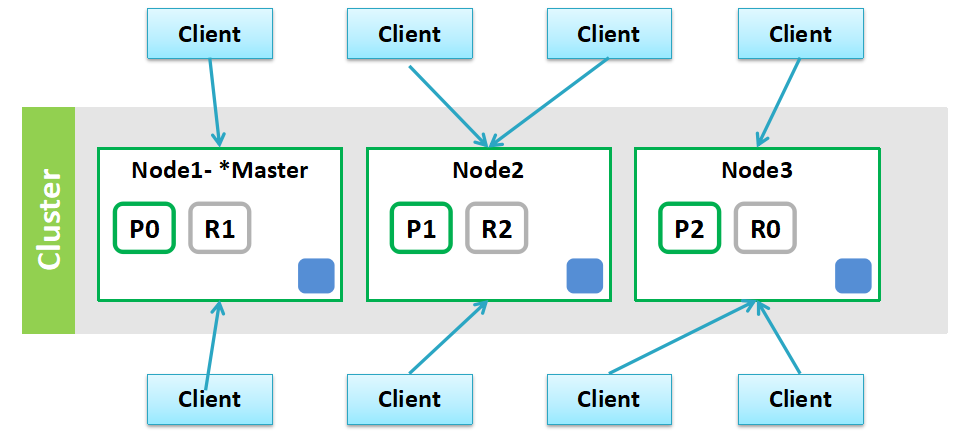 Client
Client
Client
Client
Cluster
Node1- *Master
P0
R1
Node2
P1
R2
Node3
P2
R0
Client
Client
Client
Client